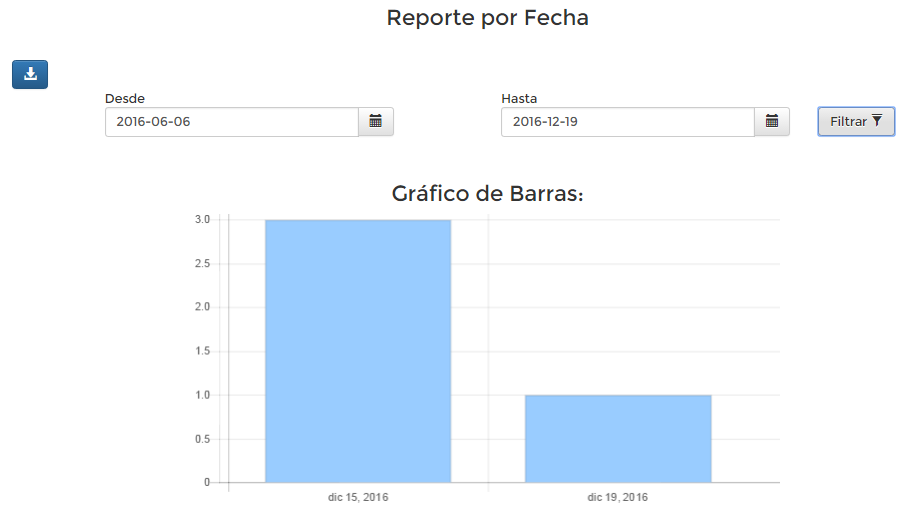 Reporte por Fecha
Desde
Hasta
2016-06-06
2016-12-19
Filtrar
Gráfico de Barras:
3.0
2.5
2.0
1.5
1.0
0.5
0
dic 15, 2016
dic 19, 2016